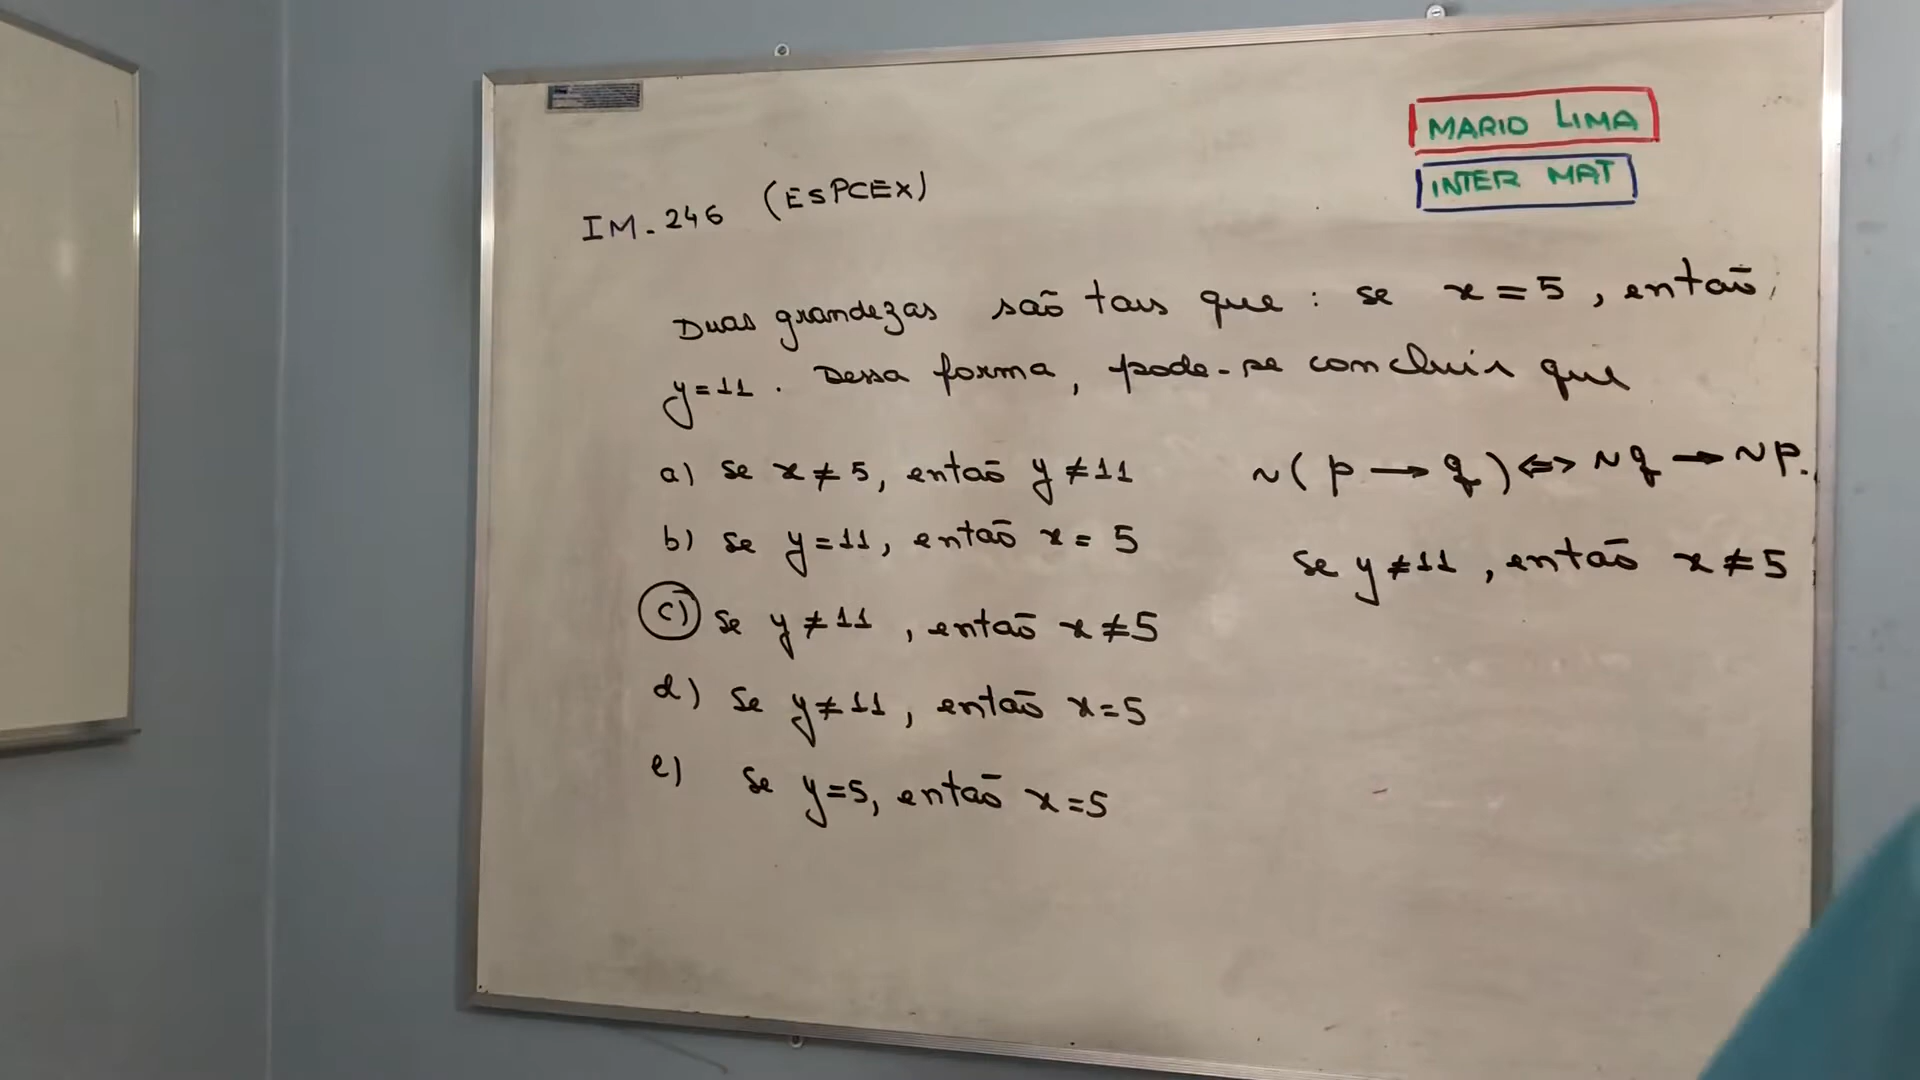 MARIO LIMA
INTER MAT
IM. 246 (ESPCEX)
Duas grandezas são tais que : se x = 5 , então
y = 11 . Dessa forma, pode-se concluir que
a) se x ≠ 5, então y ≠ 11
b) se y = 11, então x = 5
c) se y ≠ 11 , então x ≠ 5
d) se y ≠ 11 , então x = 5
e) se y = 5, então x = 5
~( p → q ) ⇔ ~q → ~p.
se y ≠ 11 , então x ≠ 5